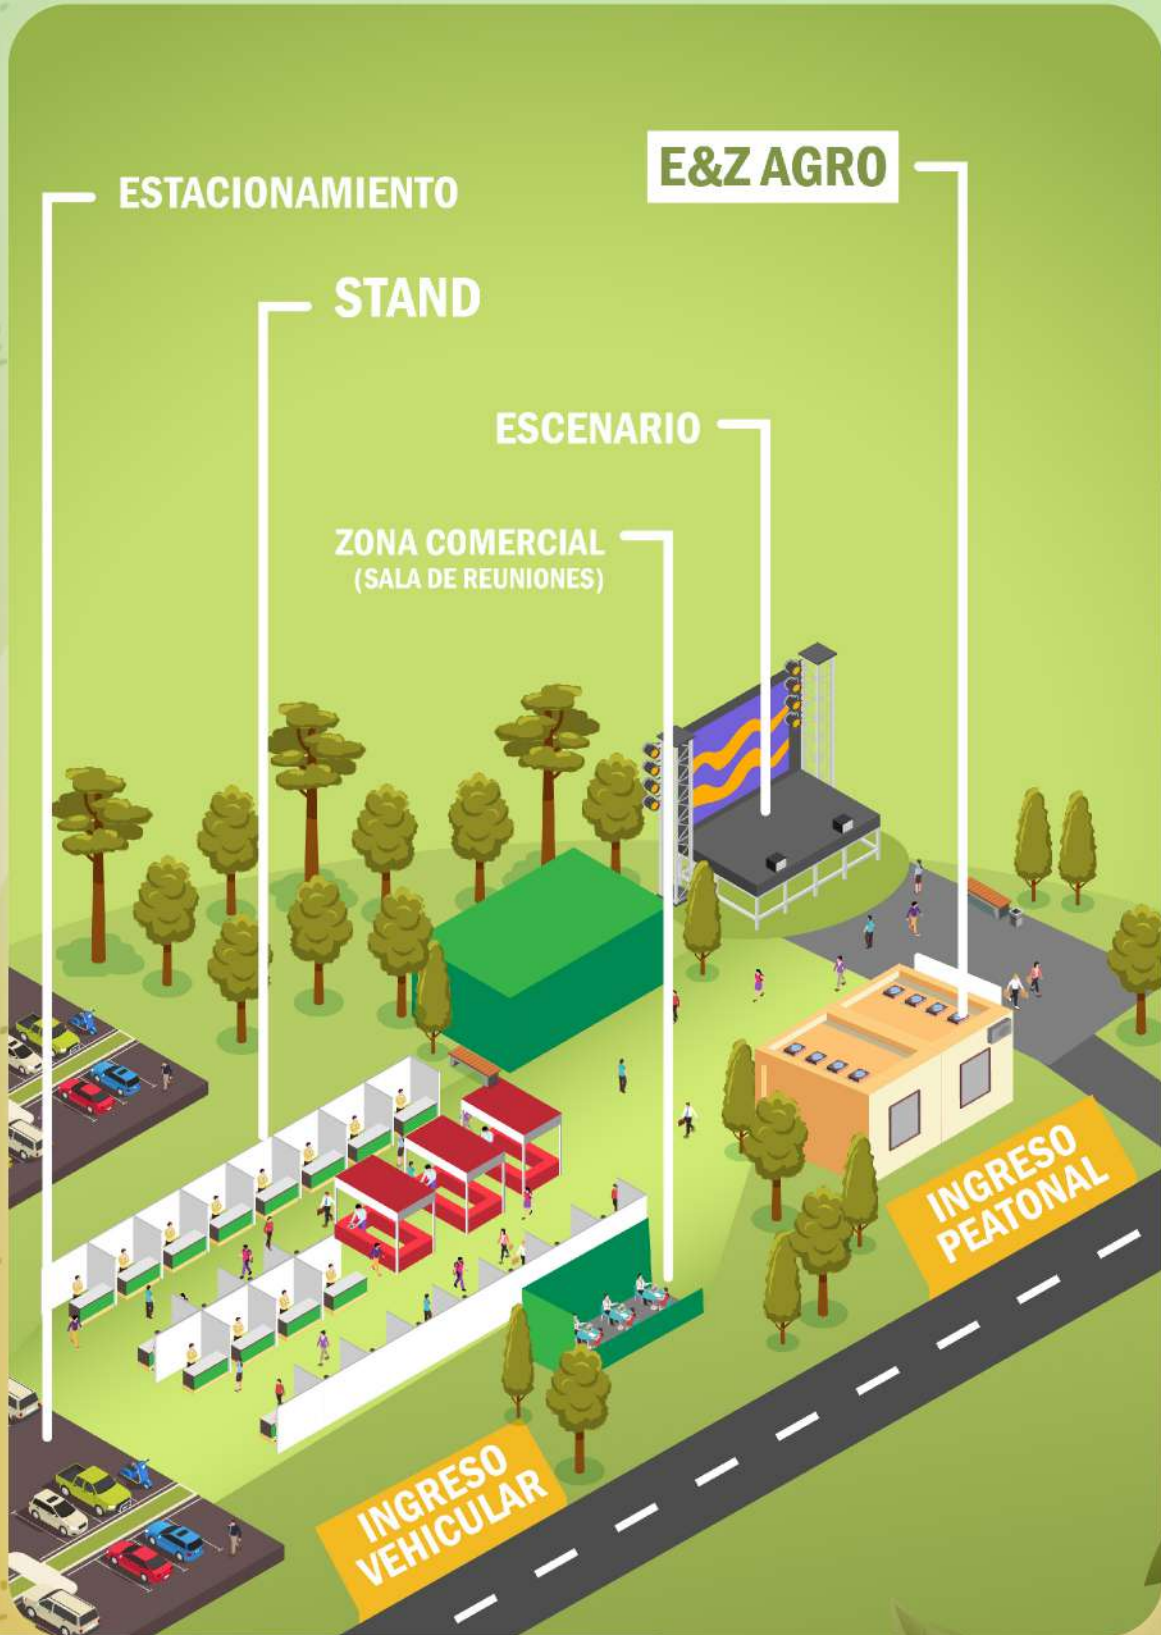 E&Z AGRO
ESTACIONAMIENTO
STAND
ESCENARIO
ZONA COMERCIAL
(SALA DE REUNIONES)
INGRESO
PEATONAL
INGRESO
VEHICULAR